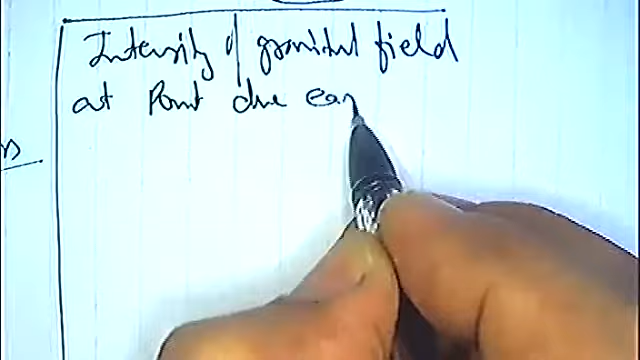 Intensity of gravitational field
at Point due ear